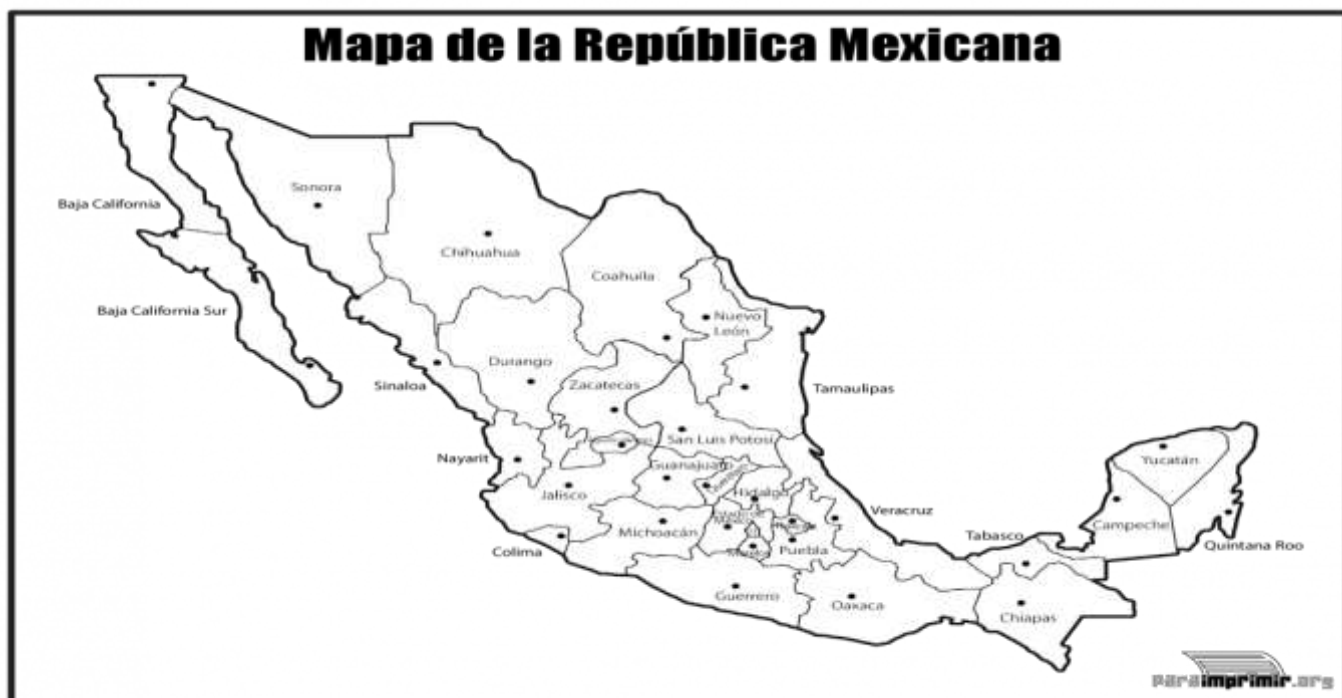 Mapa de la República Mexicana
Sonora
Baja California
Chihuahua
Coahuila
Baja California Sur
Nuevo
León
Durango
Sinaloa
Zacatecas
Tamaulipas
San Luis Potosí
Nayarit
Guanajuato
Yucatán
Hidalgo
Jalisco
Veracruz
Campeche
Michoacán
Tabasco
Colima
Puebla
Quintana Roo
Guerrero
Oaxaca
Chiapas
paraimprimir.org